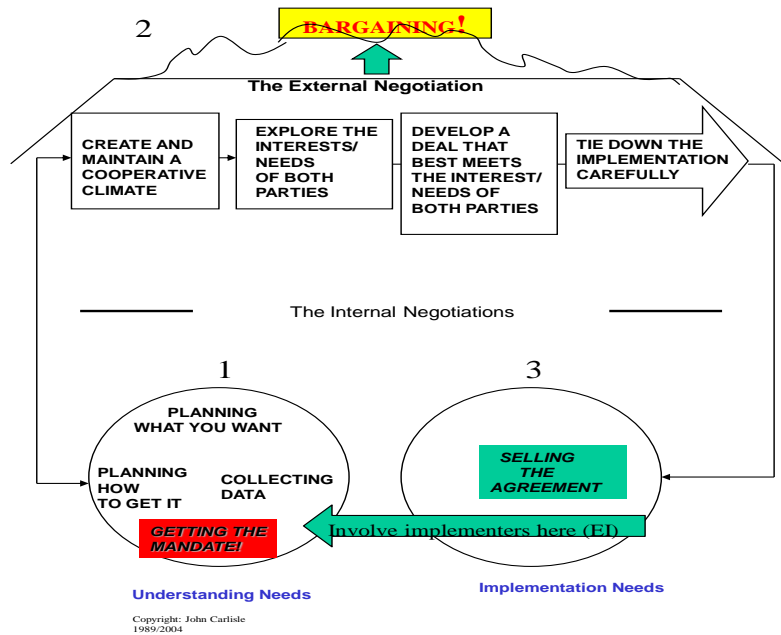 2
BARGAINING!
The External Negotiation
CREATE AND
MAINTAIN A
COOPERATIVE
CLIMATE
EXPLORE THE
INTERESTS/
NEEDS
OF BOTH
PARTIES
DEVELOP A
DEAL THAT
BEST MEETS
THE INTEREST/
NEEDS OF
BOTH PARTIES
TIE DOWN THE
IMPLEMENTATION
CAREFULLY
The Internal Negotiations
1
PLANNING
WHAT YOU WANT
PLANNING
HOW
TO GET IT
COLLECTING
DATA
GETTING THE
MANDATE!
3
SELLING
THE
AGREEMENT
Involve implementers here (EI)
Understanding Needs
Implementation Needs
Copyright: John Carlisle
1989/2004